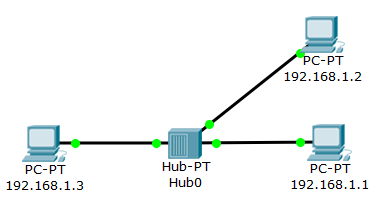 PC-PT
192.168.1.2
Hub-PT
Hub0
PC-PT
192.168.1.3
PC-PT
192.168.1.1